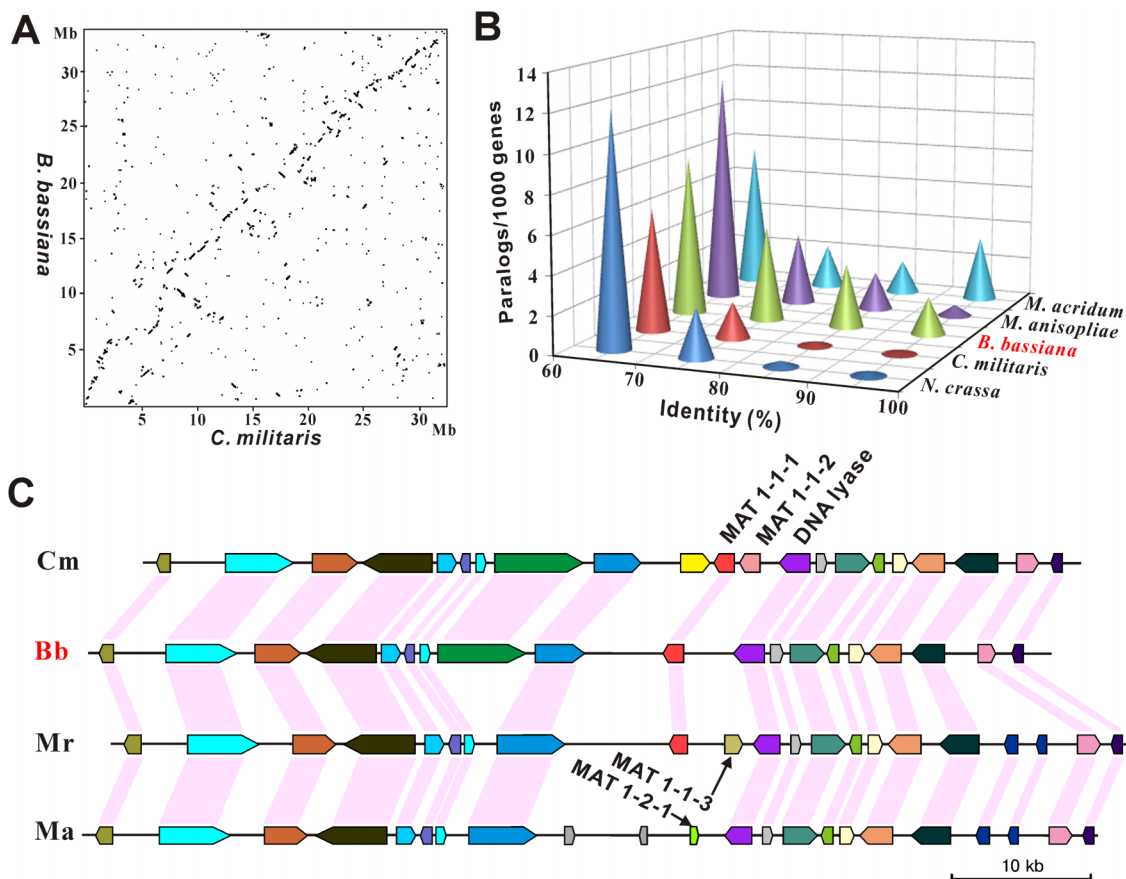 A
Mb
30
25
20
15
10
5
B. bassiana
5
10
15
20
25
30
Mb
C. militaris
B
14
12
10
8
6
4
2
0
Paralogs/1000 genes
60
70
80
90
100
Identity (%)
M. acridum
M. anisopliae
B. bassiana
C. militaris
N. crassa
C
MAT 1-1-1
MAT 1-1-2
DNA lyase
Cm
Bb
Mr
MAT 1-1-3
MAT 1-2-1
Ma
10 kb